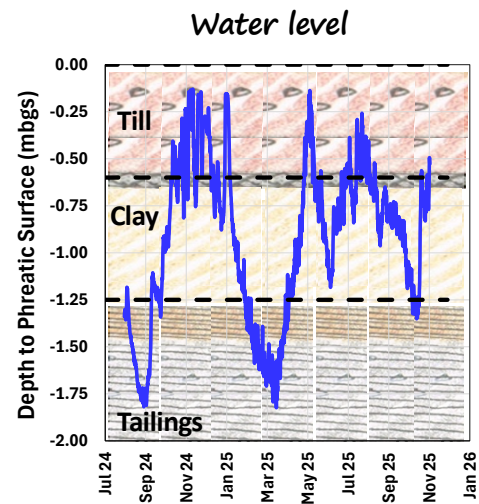 Water level
Depth to Phreatic Surface (mbgs)
0.00
-0.25
-0.50
-0.75
-1.00
-1.25
-1.50
-1.75
-2.00
Till
Clay
Tailings
Jul 24
Sep 24
Nov 24
Jan 25
Mar 25
May 25
Jul 25
Sep 25
Nov 25
Jan 26